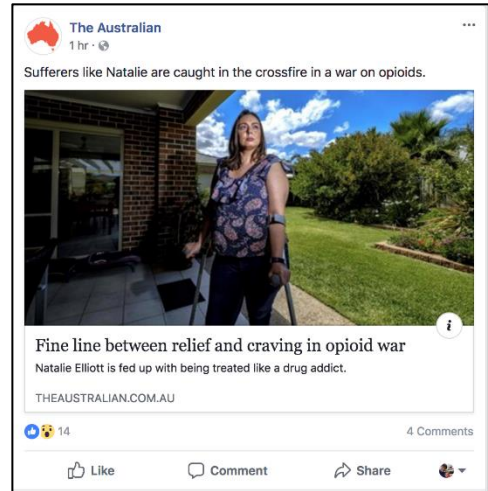 The Australian
1 hr ·
Sufferers like Natalie are caught in the crossfire in a war on opioids.
i
Fine line between relief and craving in opioid war
Natalie Elliott is fed up with being treated like a drug addict.
THEAUSTRALIAN.COM.AU
14 4 Comments
Like Comment Share